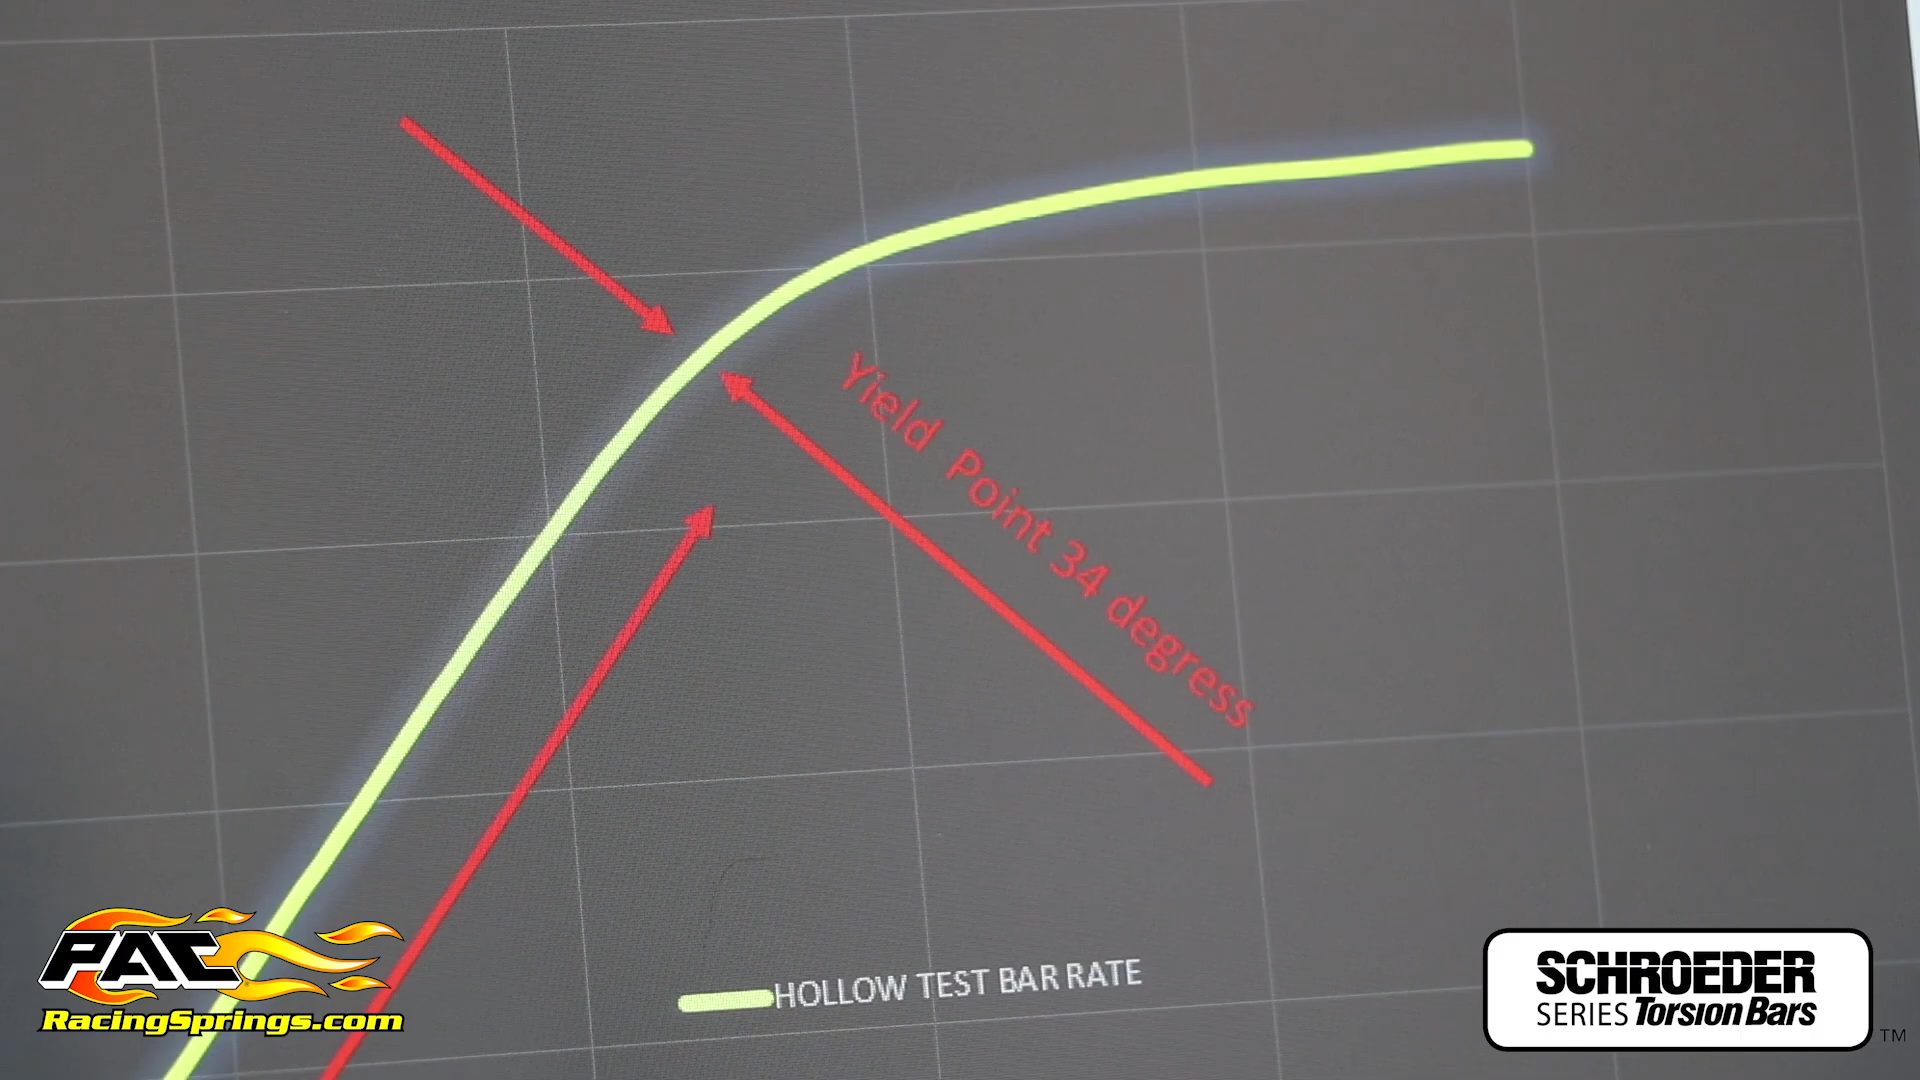 Yield Point 34 degress
HOLLOW TEST BAR RATE
PAC
RacingSprings.com
SCHROEDER
SERIES Torsion Bars
TM